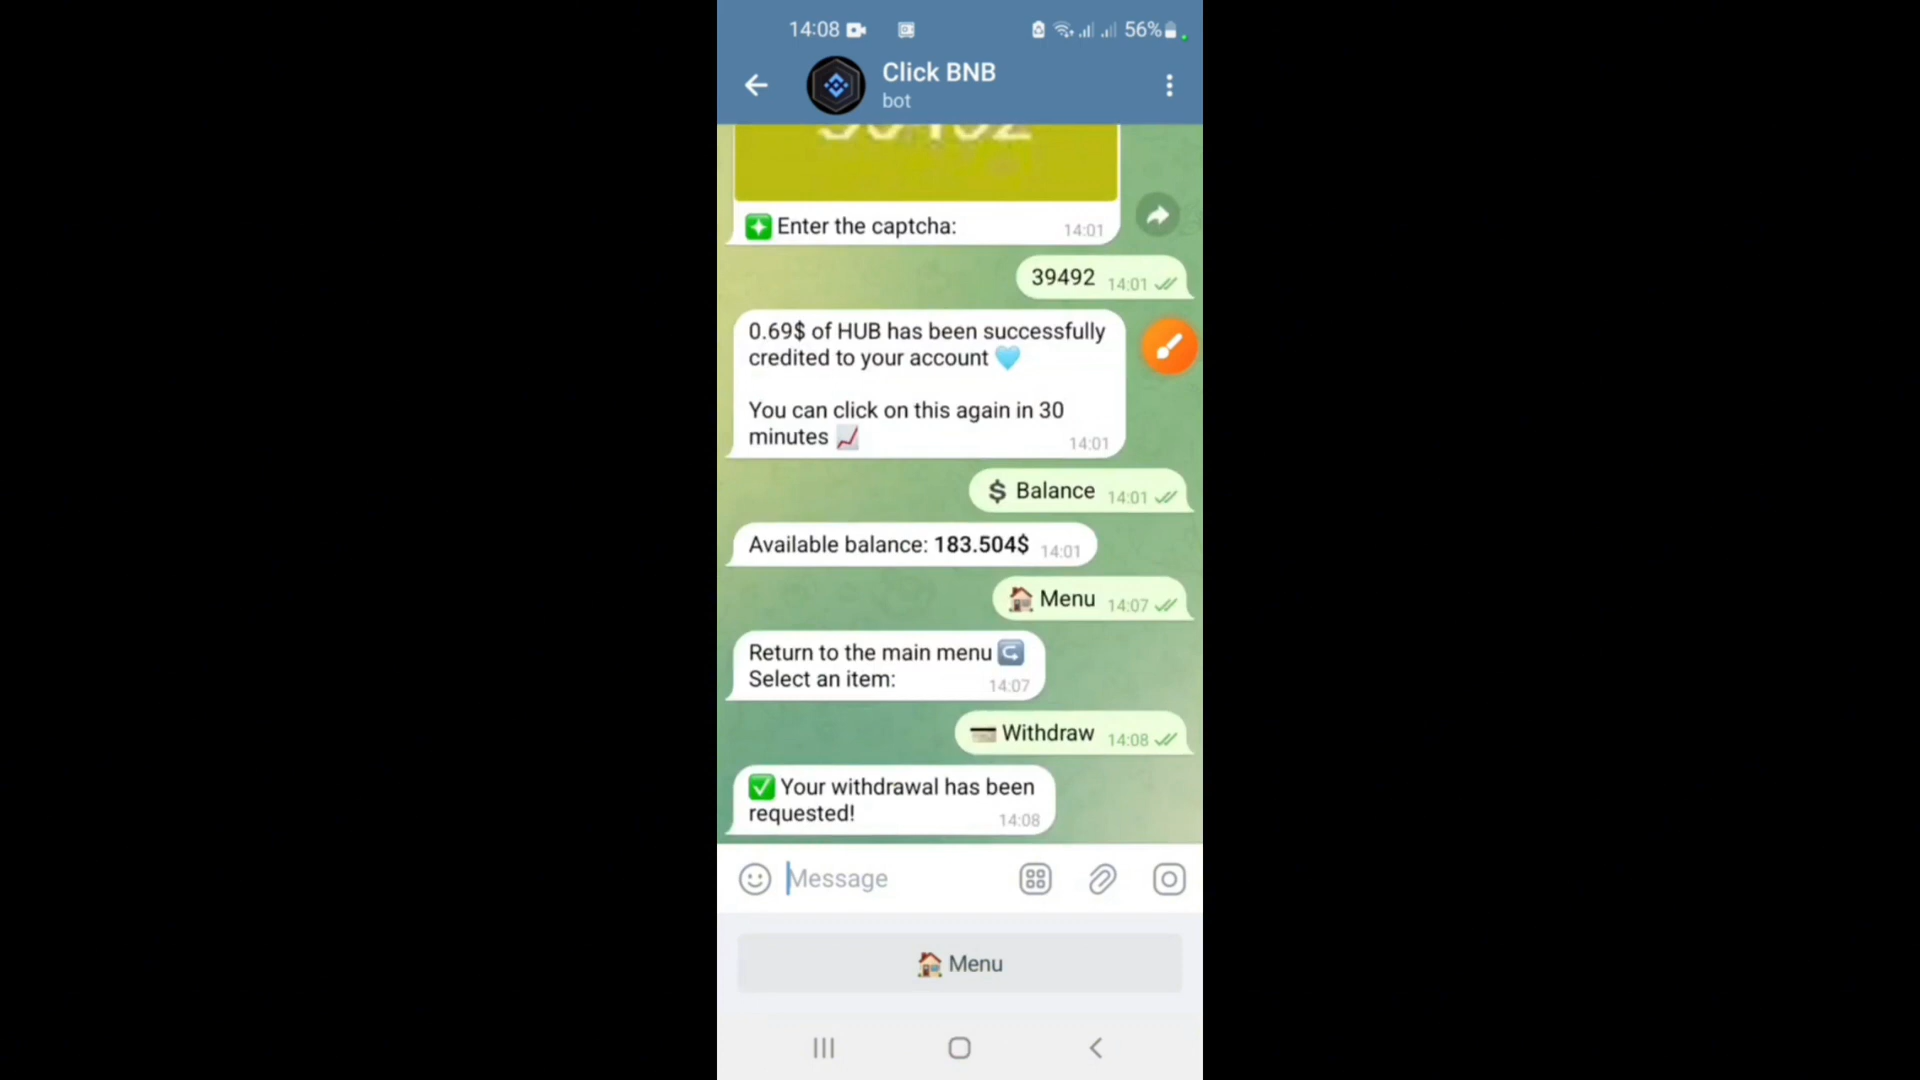 14:08
56%
Click BNB
bot
Enter the captcha:
14:01
39492
14:01
0.69$ of HUB has been successfully
credited to your account
You can click on this again in 30
minutes
14:01
$ Balance
14:01
Available balance: 183.504$
14:01
Menu
14:07
Return to the main menu
Select an item:
14:07
Withdraw
14:08
Your withdrawal has been
requested!
14:08
Message
Menu